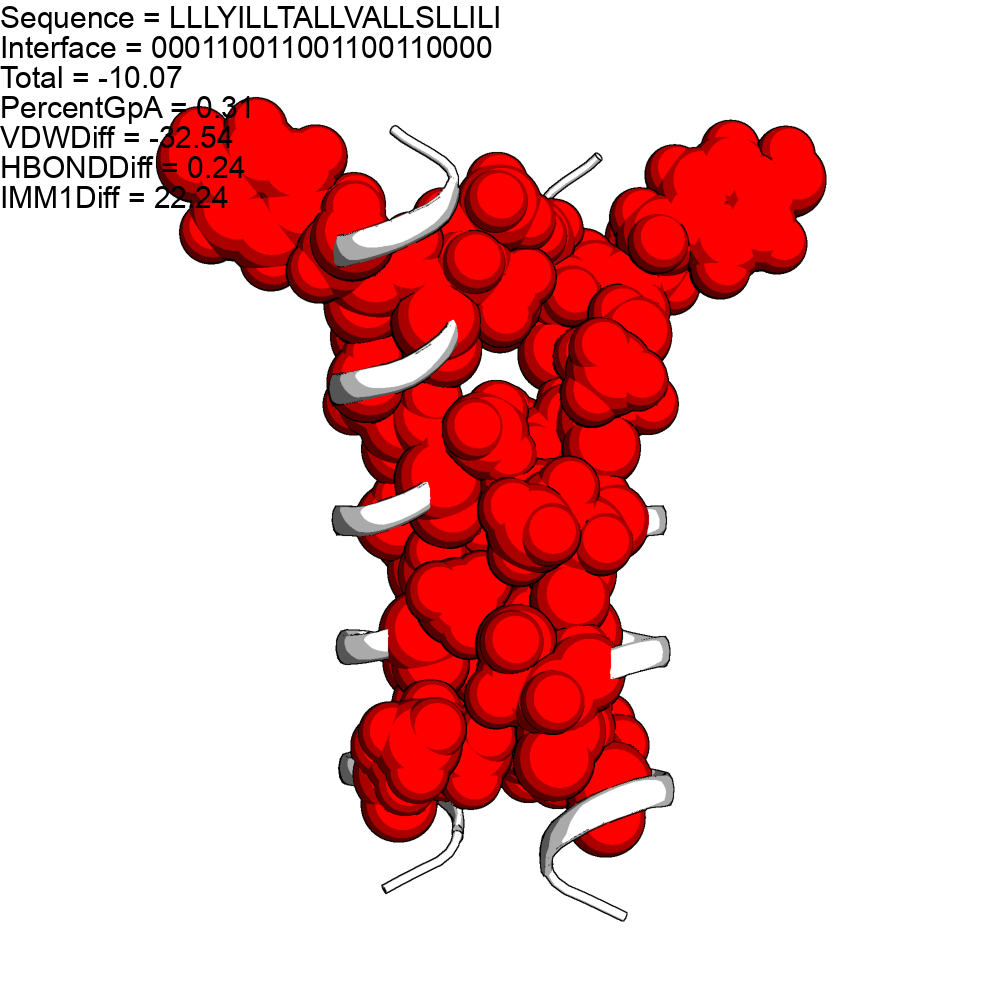 Sequence = LLLYILLTALLVALLSLLILI
Interface = 000110011001100110000
Total = -10.07
PercentGpA = 0.31
VDWDiff = -32.54
HBONDDiff = 0.24
IMM1Diff = 22.24